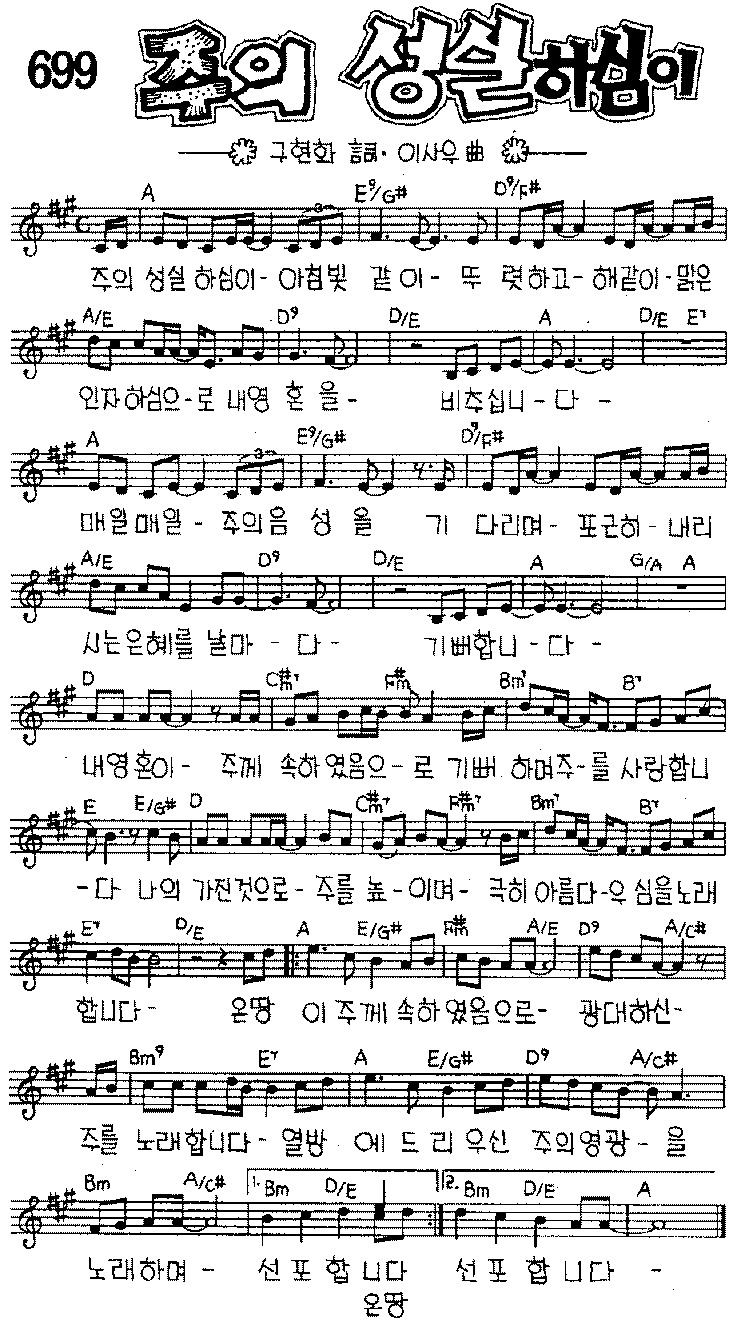 699 주의 성실하심이
구현화 詞· 이사우 曲
A E9/G# D9/F#
주의 성실 하심이- 아침빛 같 이- 뚜 렷하고- 해같이- 맑은
A/E D9 D/E A D/E E7
인자하심으-로 내영 혼 을- 비추십니-다-
A E9/G# D9/F#
매일매일- 주의음 성 을 기 다리며- 포근히-내리
A/E D9 D/E A G/A A
시는은혜를 날마-다- 기뻐합니-다-
D C#m7 F#m7 Bm7 B7
내영혼이- 주께 속하였음으-로 기뻐 하며주-를 사랑합니
E E/G# D C#m7 F#m7 Bm7 B7
-다 나의 가진것으로-주를 높-이며- 극히아름다-우심을노래
E7 D/E A E/G# F#m A/E D9 A/C#
합니다- 온땅 이주께속하였음으로- 광대하신-
Bm9 E7 A E/G# D9 A/C#
주를 노래합니다-열방 에드리우신 주의영광-을
Bm A/C# 1. Bm D/E 2. Bm D/E A
노래하며- 선포합니다 선포합니다-
온땅